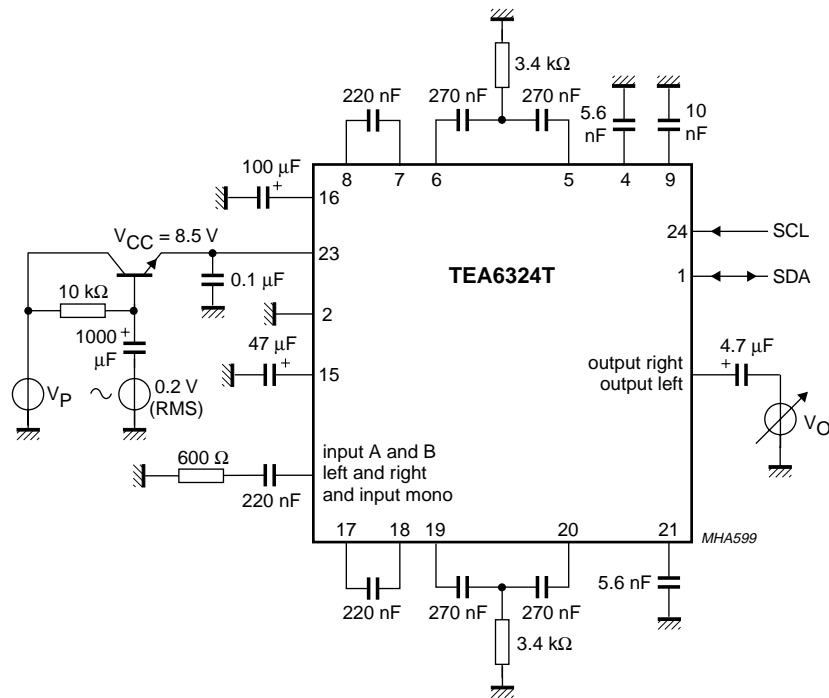 3.4 kΩ
220 nF
270 nF
270 nF
5.6
nF
10
nF
100 μF
+
8
7
6
5
4
9
16
24
SCL
VCC = 8.5 V
23
TEA6324T
1
SDA
0.1 μF
10 kΩ
2
1000
μF
+
47 μF
+
15
output right
output left
4.7 μF
+
VP
∼
0.2 V
(RMS)
VO
input A and B
left and right
and input mono
600 Ω
220 nF
17
18
19
20
21
MHA599
220 nF
270 nF
270 nF
5.6 nF
3.4 kΩ